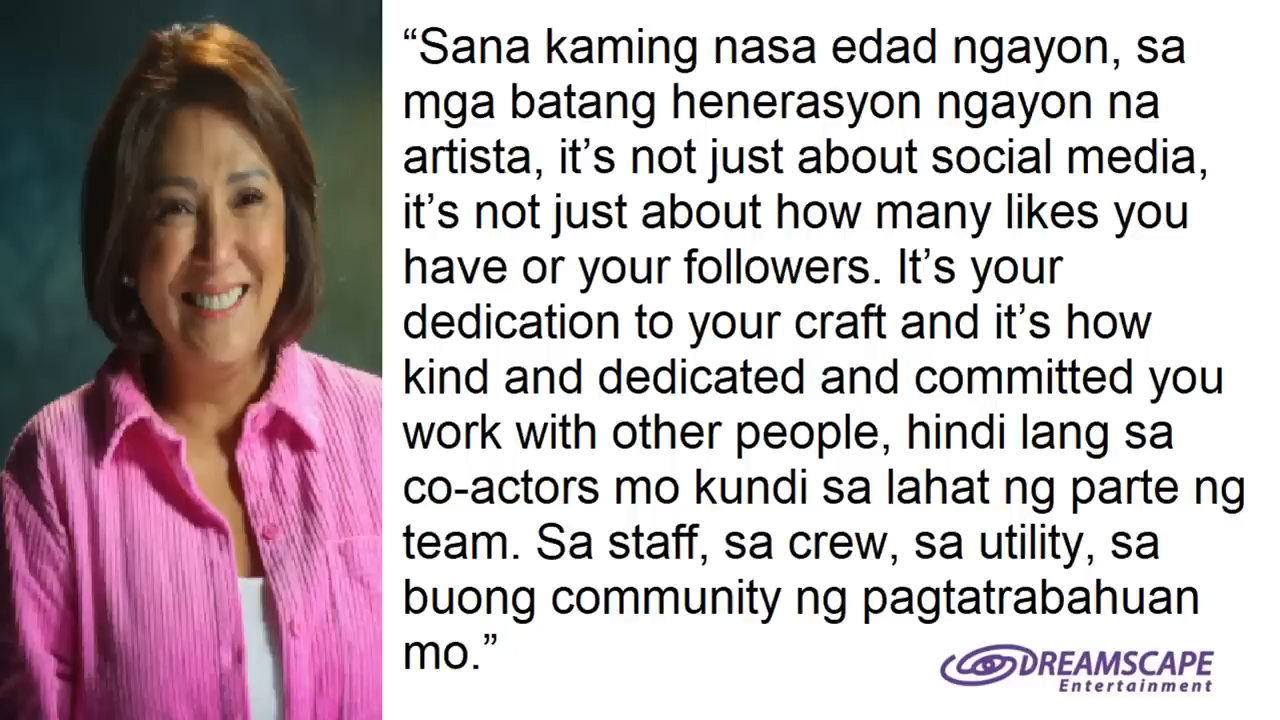 “Sana kaming nasa edad ngayon, sa
mga batang henerasyon ngayon na
artista, it’s not just about social media,
it’s not just about how many likes you
have or your followers. It’s your
dedication to your craft and it’s how
kind and dedicated and committed you
work with other people, hindi lang sa
co-actors mo kundi sa lahat ng parte ng
team. Sa staff, sa crew, sa utility, sa
buong community ng pagtatrabahuan
mo.”
DREAMSCAPE
Entertainment